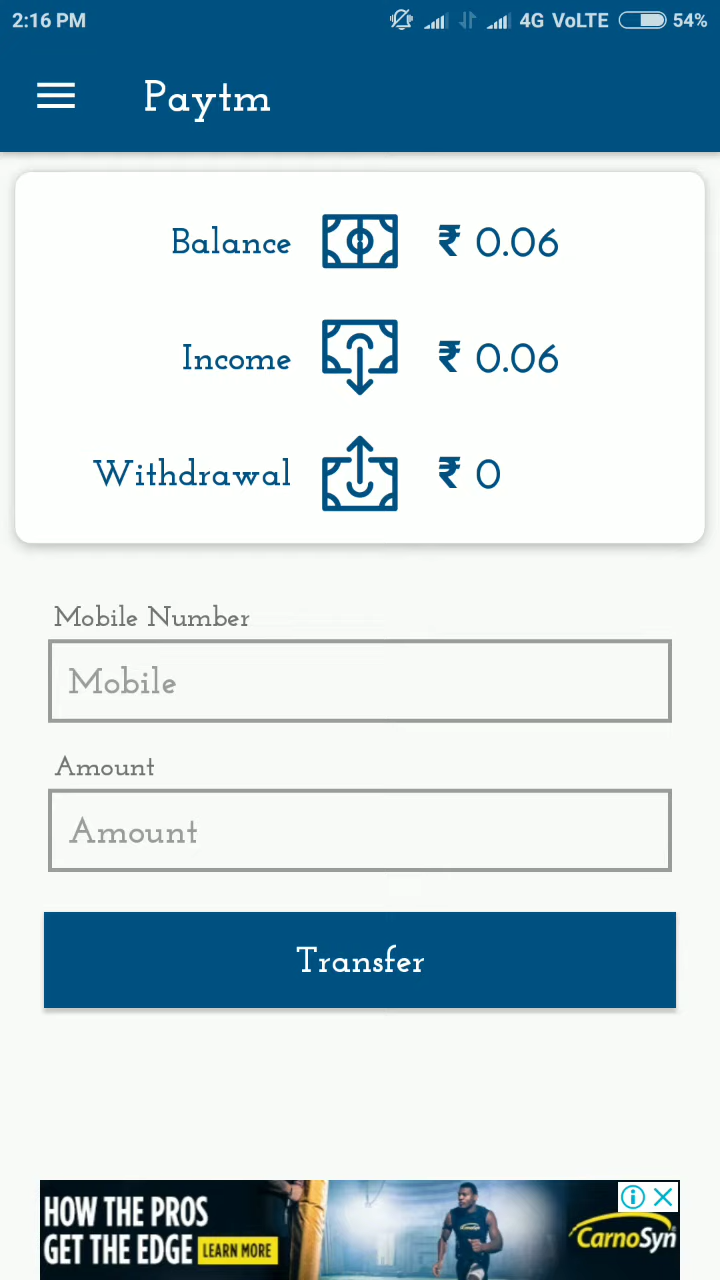 2:16 PM 4G VoLTE 54%
Paytm
Balance ₹ 0.06
Income ₹ 0.06
Withdrawal ₹ 0
Mobile Number
Mobile
Amount
Amount
Transfer
HOW THE PROS
GET THE EDGE LEARN MORE
CarnoSyn